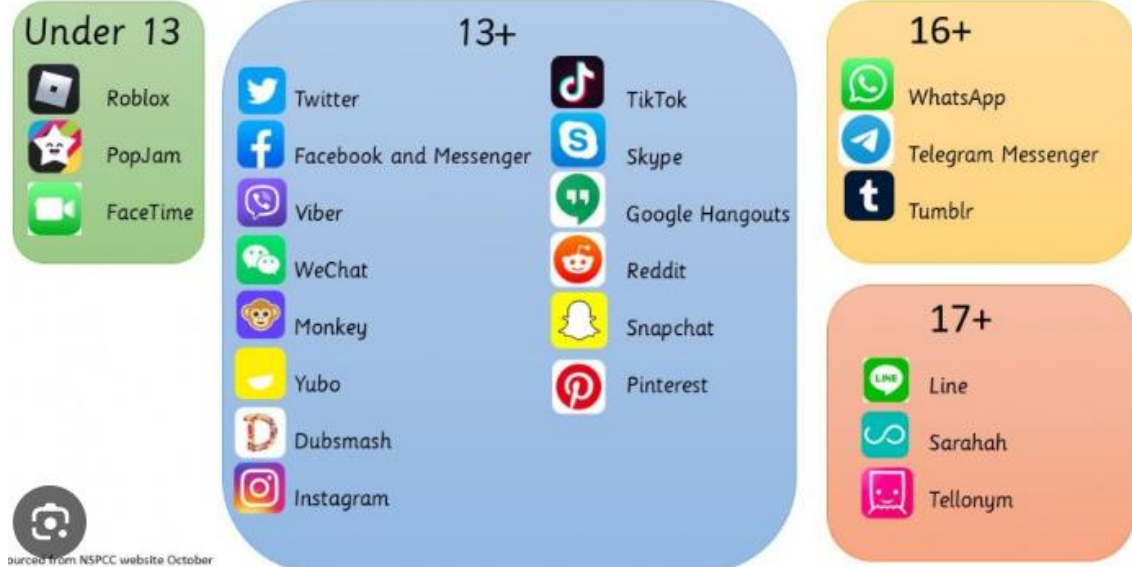 Under 13
Roblox
PopJam
FaceTime
13+
Twitter
Facebook and Messenger
Viber
WeChat
Monkey
Yubo
Dubsmash
Instagram
TikTok
Skype
Google Hangouts
Reddit
Snapchat
Pinterest
16+
WhatsApp
Telegram Messenger
Tumblr
17+
LINE
Line
Sarahah
Tellonym
from NSPCC website October